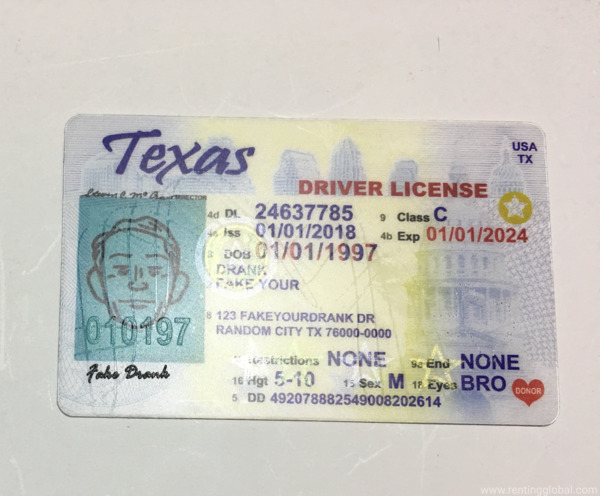 Texas
USA
TX
DRIVER LICENSE
DIRECTOR
4d DL 24637785 9 Class C
Iss 01/01/2018 4b Exp 01/01/2024
3 DOB 01/01/1997
DRANK
FAKE YOUR
8 123 FAKEYOURDRANK DR
RANDOM CITY TX 76000-0000
010197
Restrictions NONE 9a End NONE
16 Hgt 5-10 15 Sex M 18 Eyes BRO
DONOR
Fake Drank
5 DD 49207888254900820261​4
www.rentingglobal.com